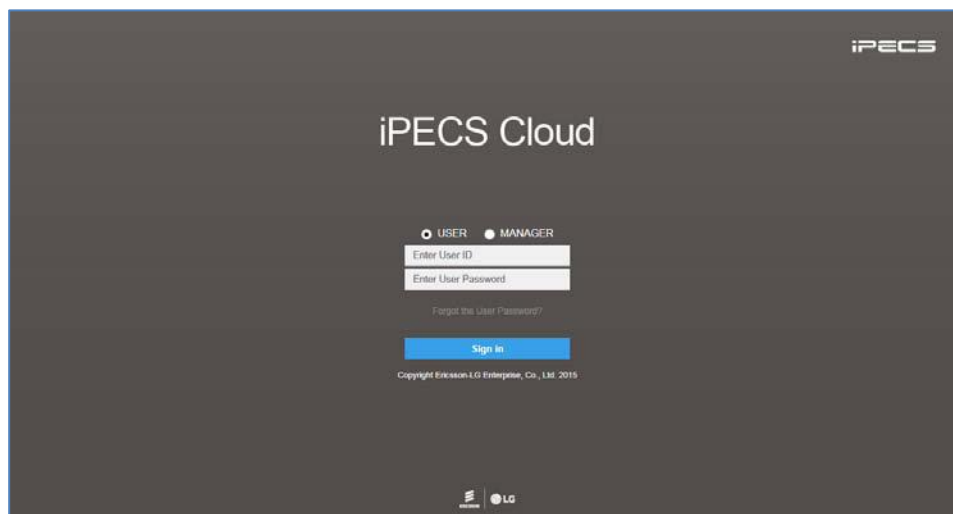 iPECS
iPECS Cloud
USER MANAGER
Enter User ID
Enter User Password
Forgot the User Password?
Sign in
Copyright Ericsson-LG Enterprise, Co., Ltd. 2015
ERICSSON LG